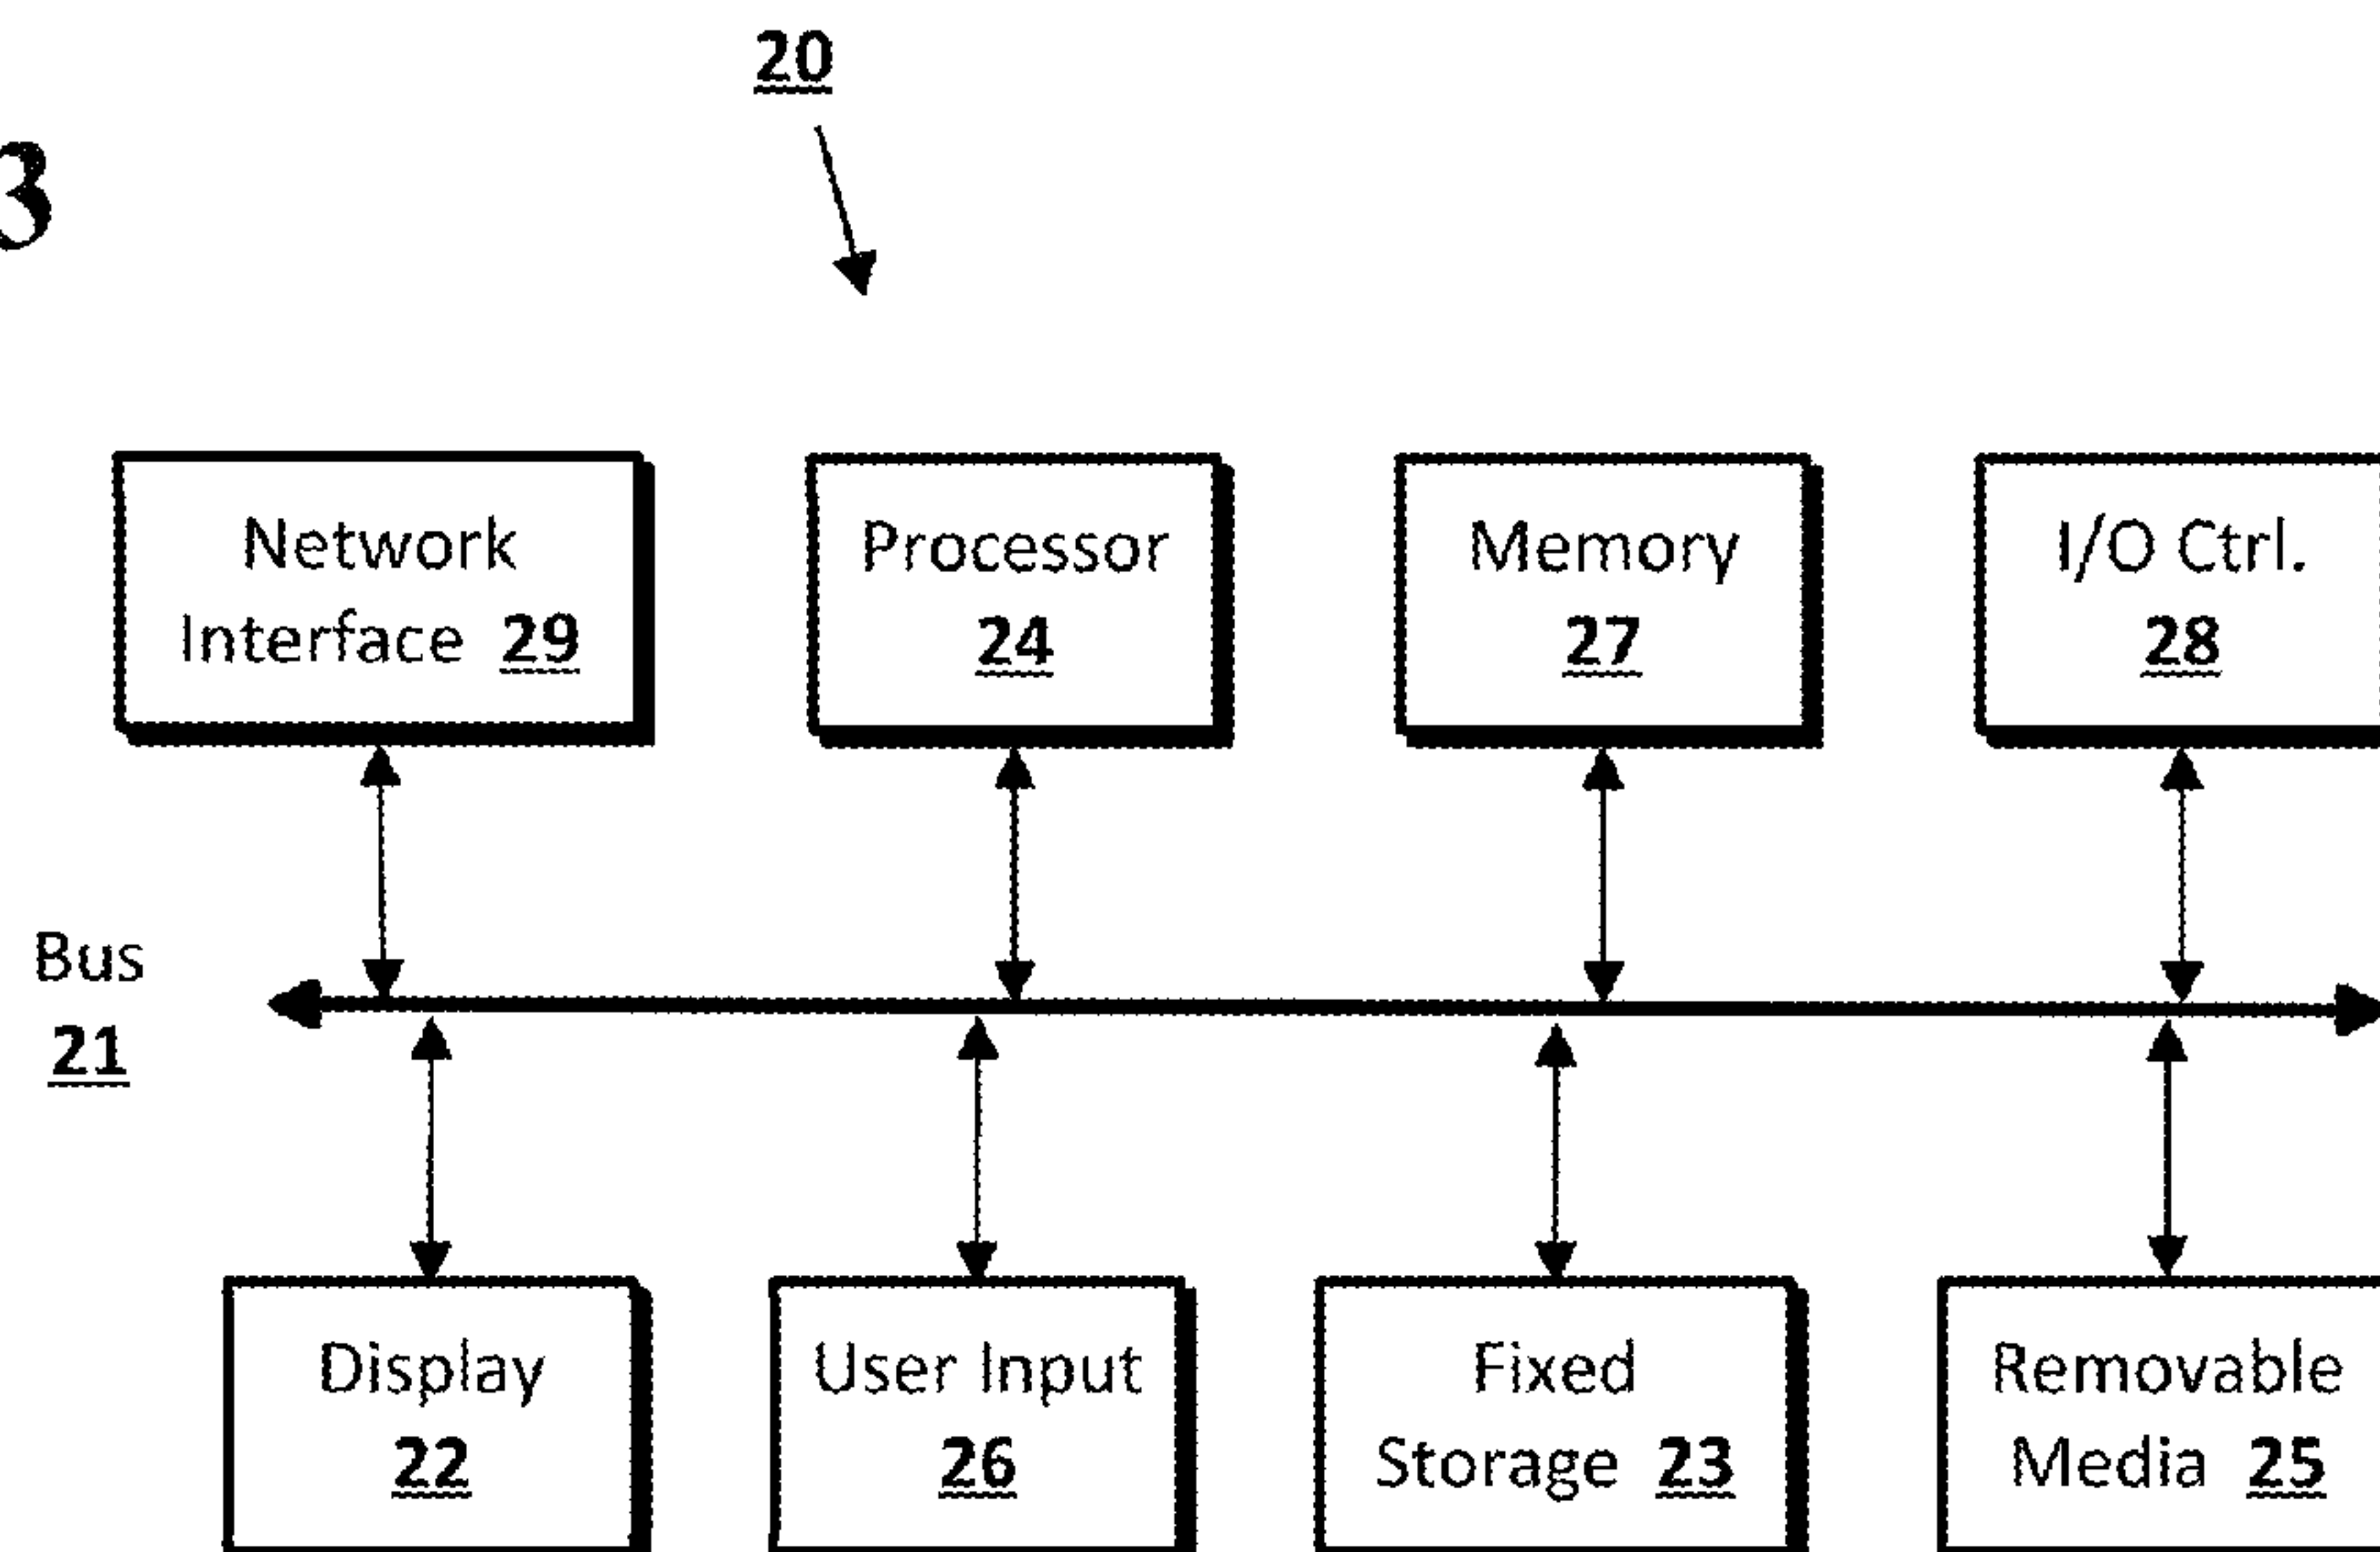 20
3
Network
Interface 29
Processor
24
Memory
27
I/O Ctrl.
28
Bus
21
Display
22
User Input
26
Fixed
Storage 23
Removable
Media 25